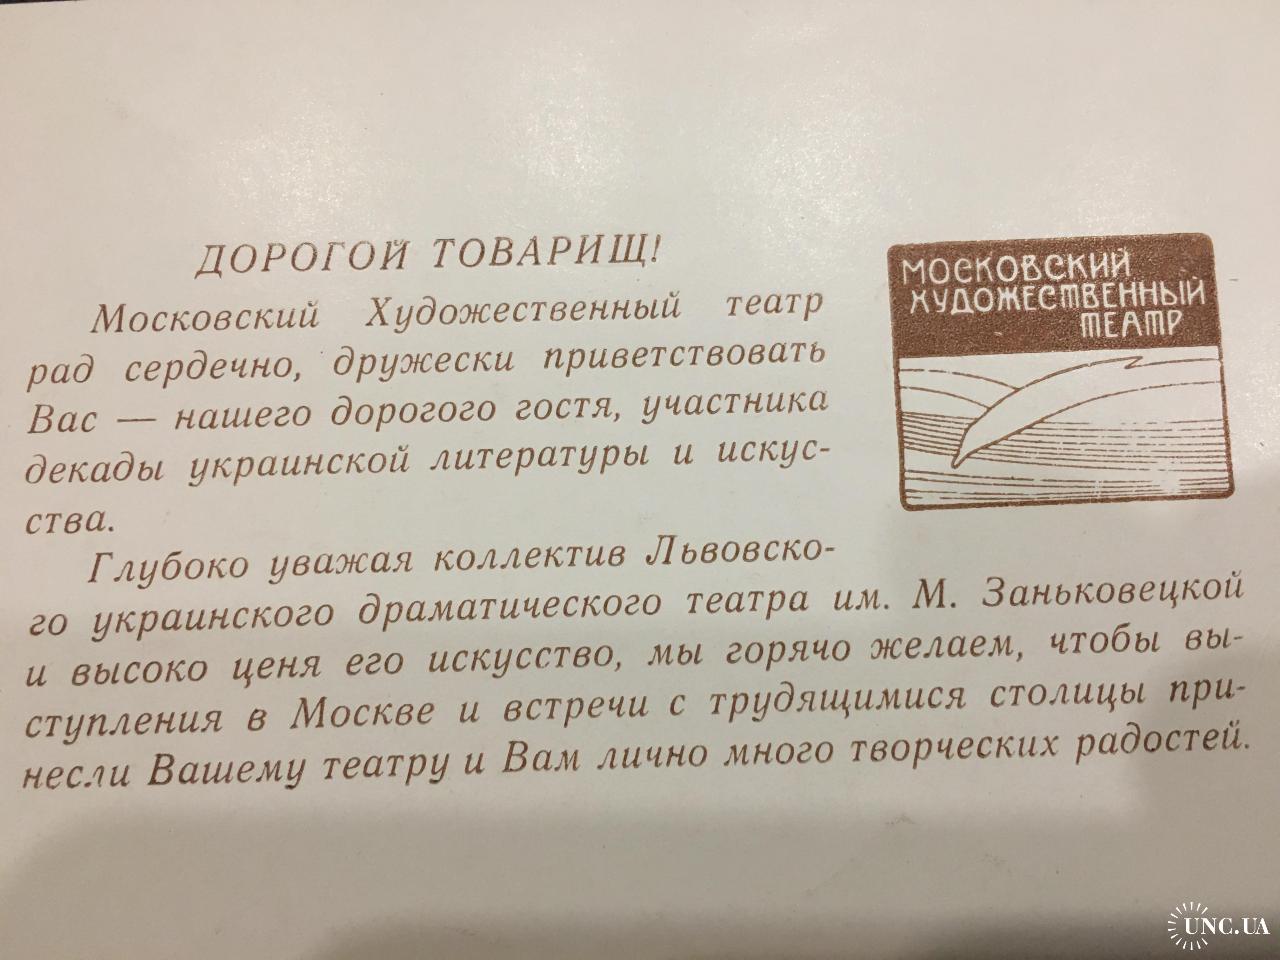 ДОРОГОЙ ТОВАРИЩ!
Московский Художественный театр
рад сердечно, дружески приветствовать
Вас — нашего дорогого гостя, участника
декады украинской литературы и искус-
ства.
Глубоко уважая коллектив Львовско-
го украинского драматического театра им. М. Заньковецкой
и высоко ценя его искусство, мы горячо желаем, чтобы вы-
ступления в Москве и встречи с трудящимися столицы при-
несли Вашему театру и Вам лично много творческих радостей.
МОСКОВСКИЙ
ХУДОЖЕСТВЕННЫЙ
ТЕАТР
UNC.UA